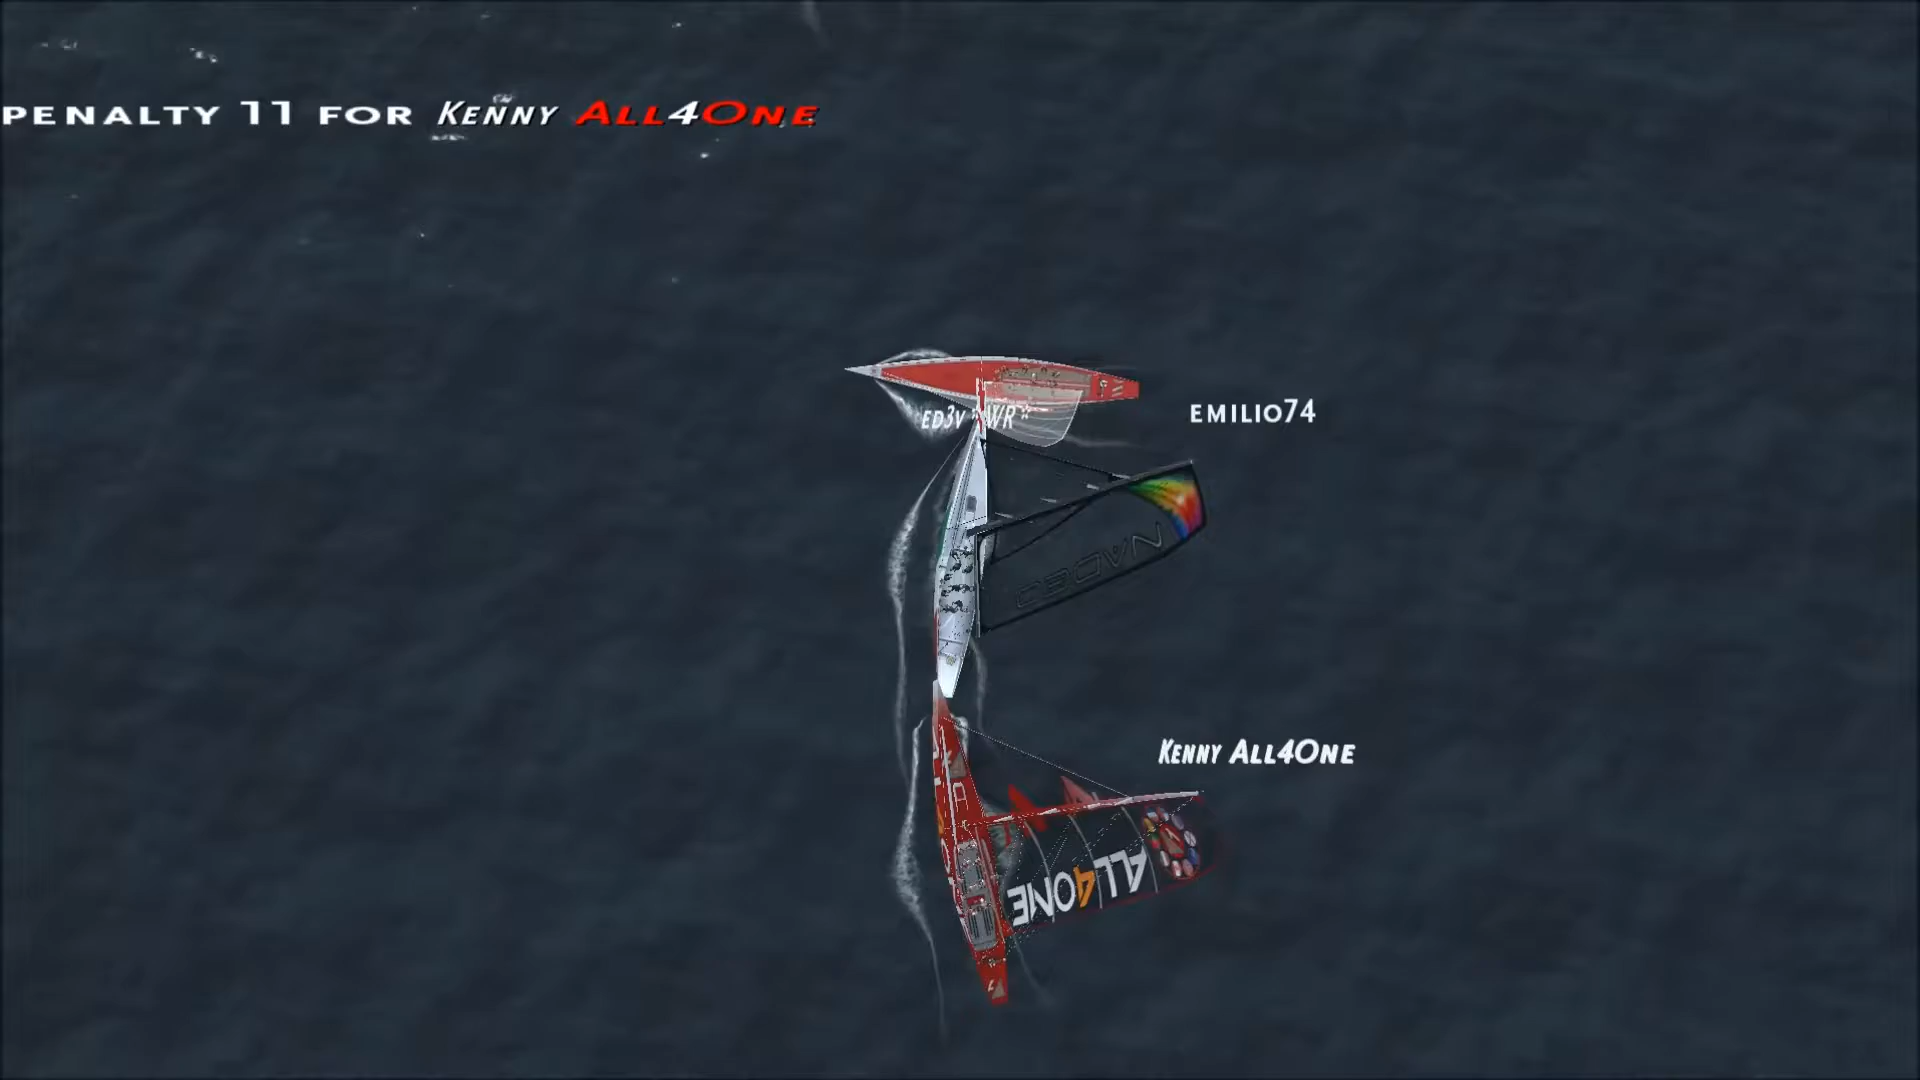 PENALTY 11 FOR KENNY ALL4ONE
ED3V *WR*
EMILIO74
KENNY ALL4ONE
ALL4ONE